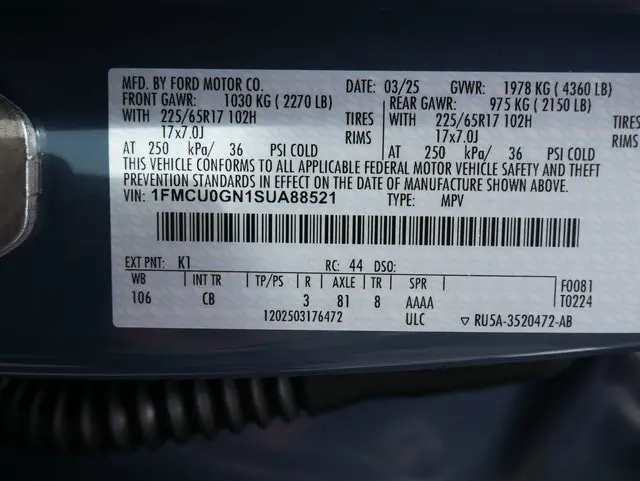 MFD. BY FORD MOTOR CO. DATE: 03/25 GVWR: 1978 KG ( 4360 LB)
FRONT GAWR: 1030 KG ( 2270 LB) REAR GAWR: 975 KG ( 2150 LB)
WITH 225/65R17 102H TIRES WITH 225/65R17 102H TIRES
17x7.0J RIMS 17x7.0J RIMS
AT 250 kPa/ 36 PSI COLD AT 250 kPa/ 36 PSI COLD
THIS VEHICLE CONFORMS TO ALL APPLICABLE FEDERAL MOTOR VEHICLE SAFETY AND THEFT
PREVENTION STANDARDS IN EFFECT ON THE DATE OF MANUFACTURE SHOWN ABOVE.
VIN: 1FMCU0GN1SUA88521 TYPE: MPV
EXT PNT: K1 RC: 44 DSO:
WB INT TR TP/PS R AXLE TR SPR F0081
106 CB 3 81 8 AAAA T0224
1202503176472 ULC ▽ RU5A-3520472-AB